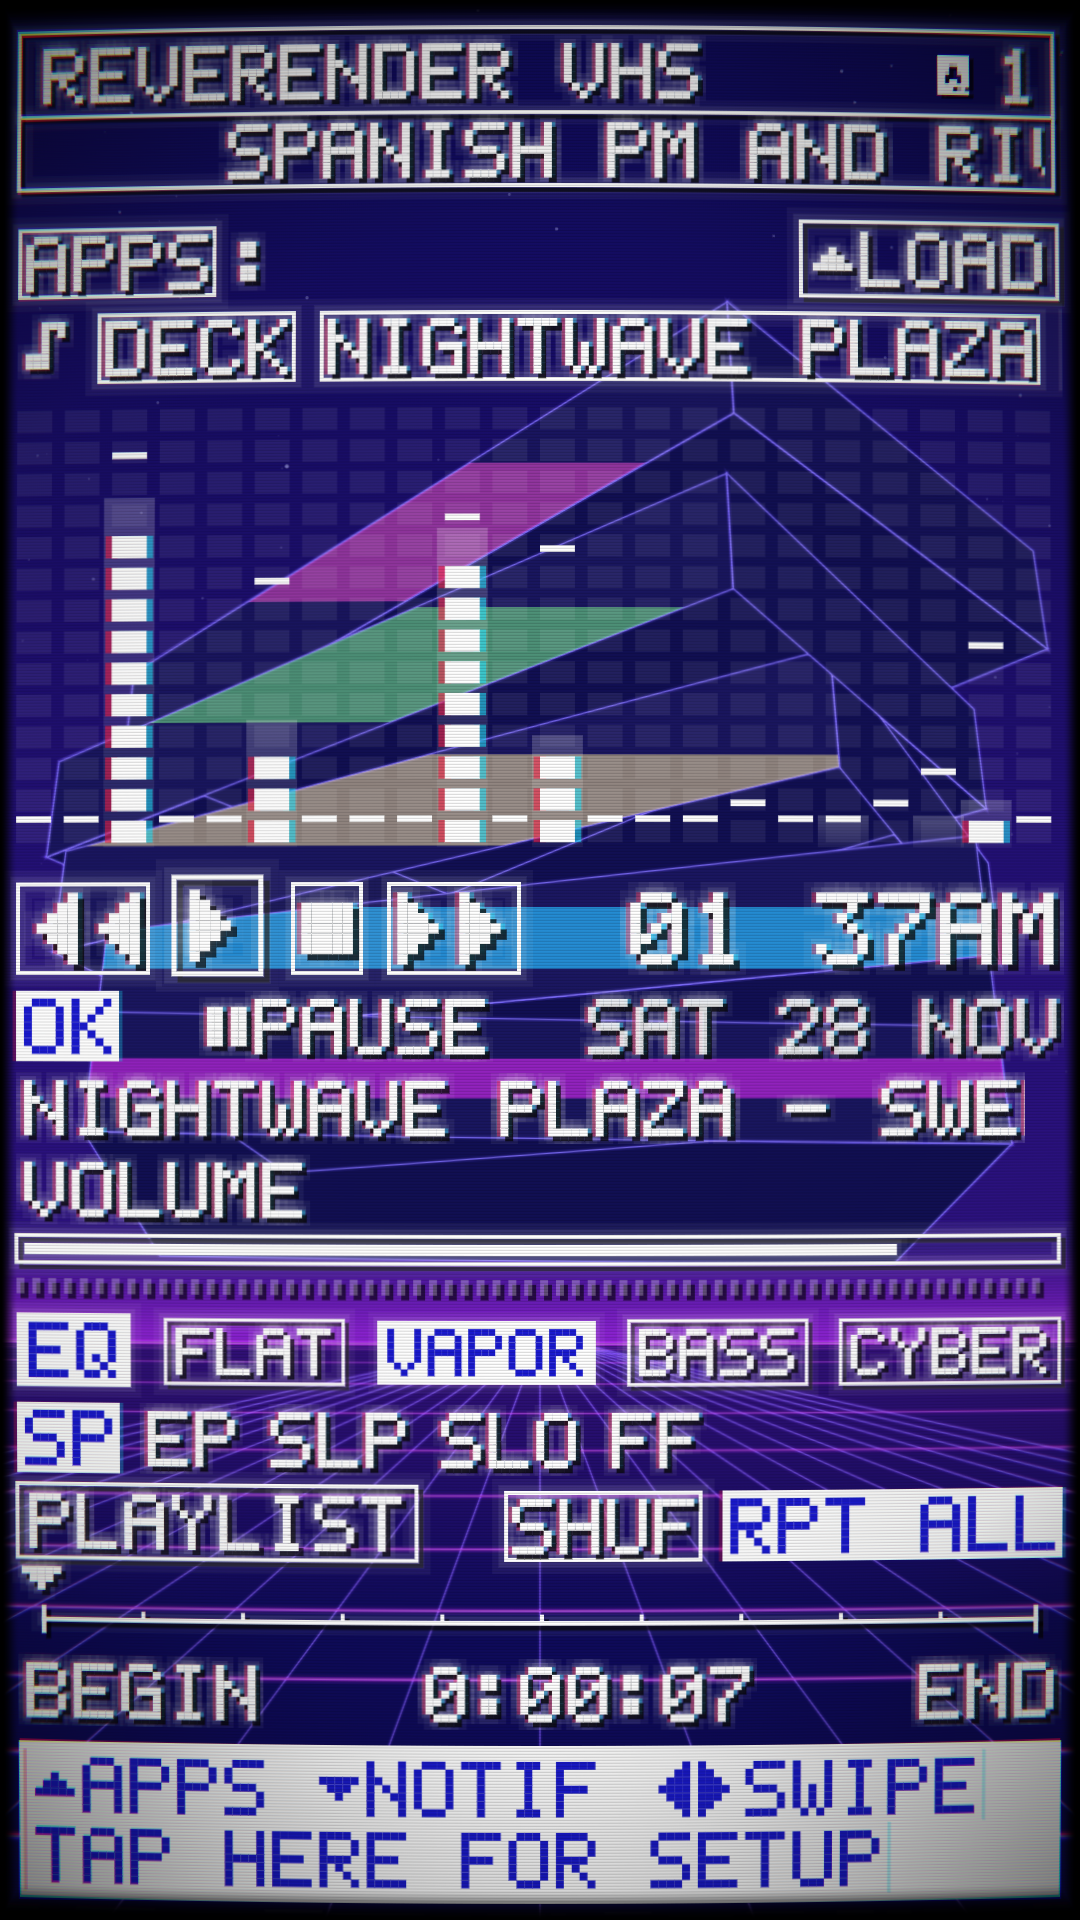 REVERENDER VHS 1
SPANISH PM AND
APPS: LOAD
DECK NIGHTWAVE PLAZA
01 37AM
OK PAUSE SAT 28 NOV
NIGHTWAVE PLAZA - SWE
VOLUME
EQ FLAT VAPOR BASS CYBER
SP EP SLP SLO FF
PLAYLIST SHUF RPT ALL
BEGIN 0:00:07 END
APPS NOTIF SWIPE
TAP HERE FOR SETUP